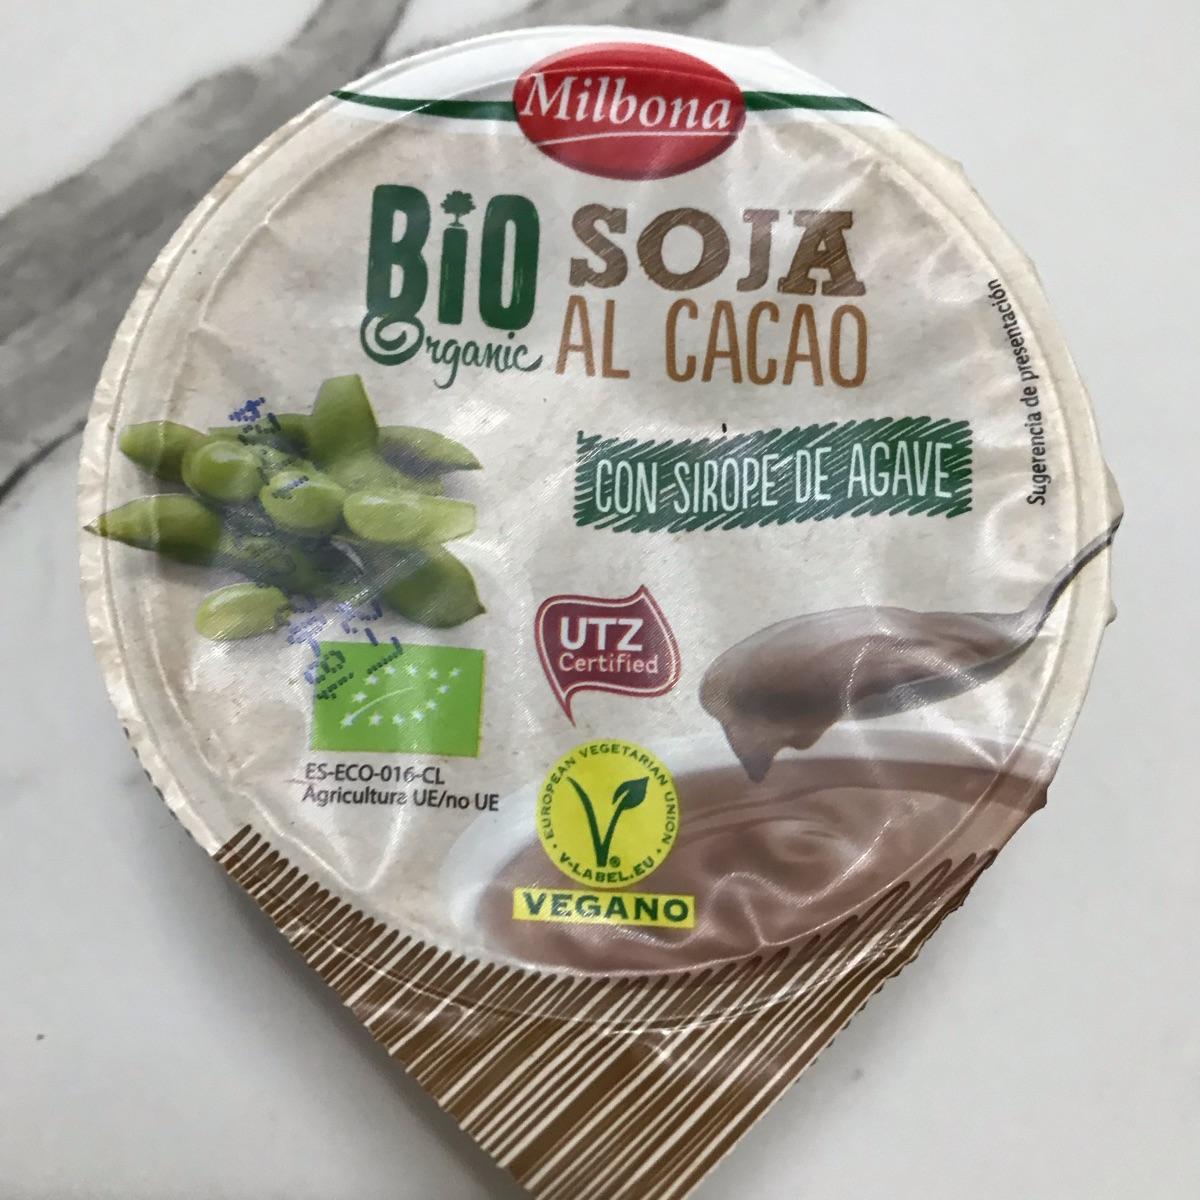 Milbona
BIO SOJA
Organic AL CACAO
CON SIROPE DE AGAVE
Sugerencia de presentación
UTZ
Certified
ES-ECO-016-CL
Agricultura UE/no UE
EUROPEAN VEGETARIAN UNION
V-LABEL.EU
VEGANO